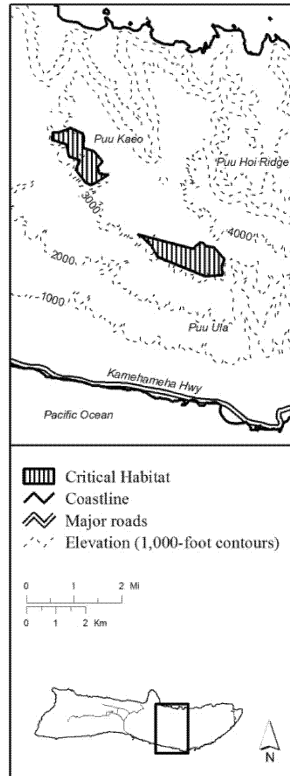 Puu Kaeo
Puu Hoi Ridge
3000
4000
2000
1000
Puu Ula
Kamehameha Hwy
Pacific Ocean
Critical Habitat
Coastline
Major roads
Elevation (1,000-foot contours)
0 1 2 Mi
0 1 2 Km
N